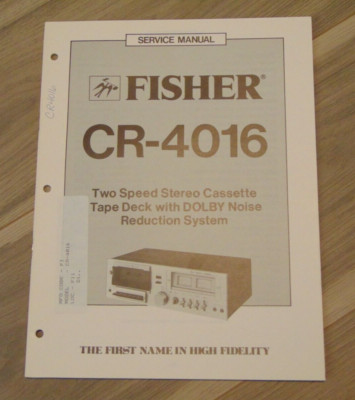 SERVICE MANUAL
FISHER®
CR-4016
Two Speed Stereo Cassette
Tape Deck with DOLBY Noise
Reduction System
THE FIRST NAME IN HIGH FIDELITY